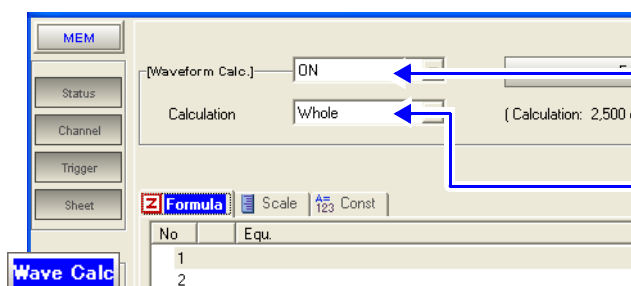 MEM
[Waveform Calc.] ON
Status
Calculation Whole ( Calculation: 2,500
Channel
Trigger
Sheet Formula Scale Const
No Equ.
1
Wave Calc 2